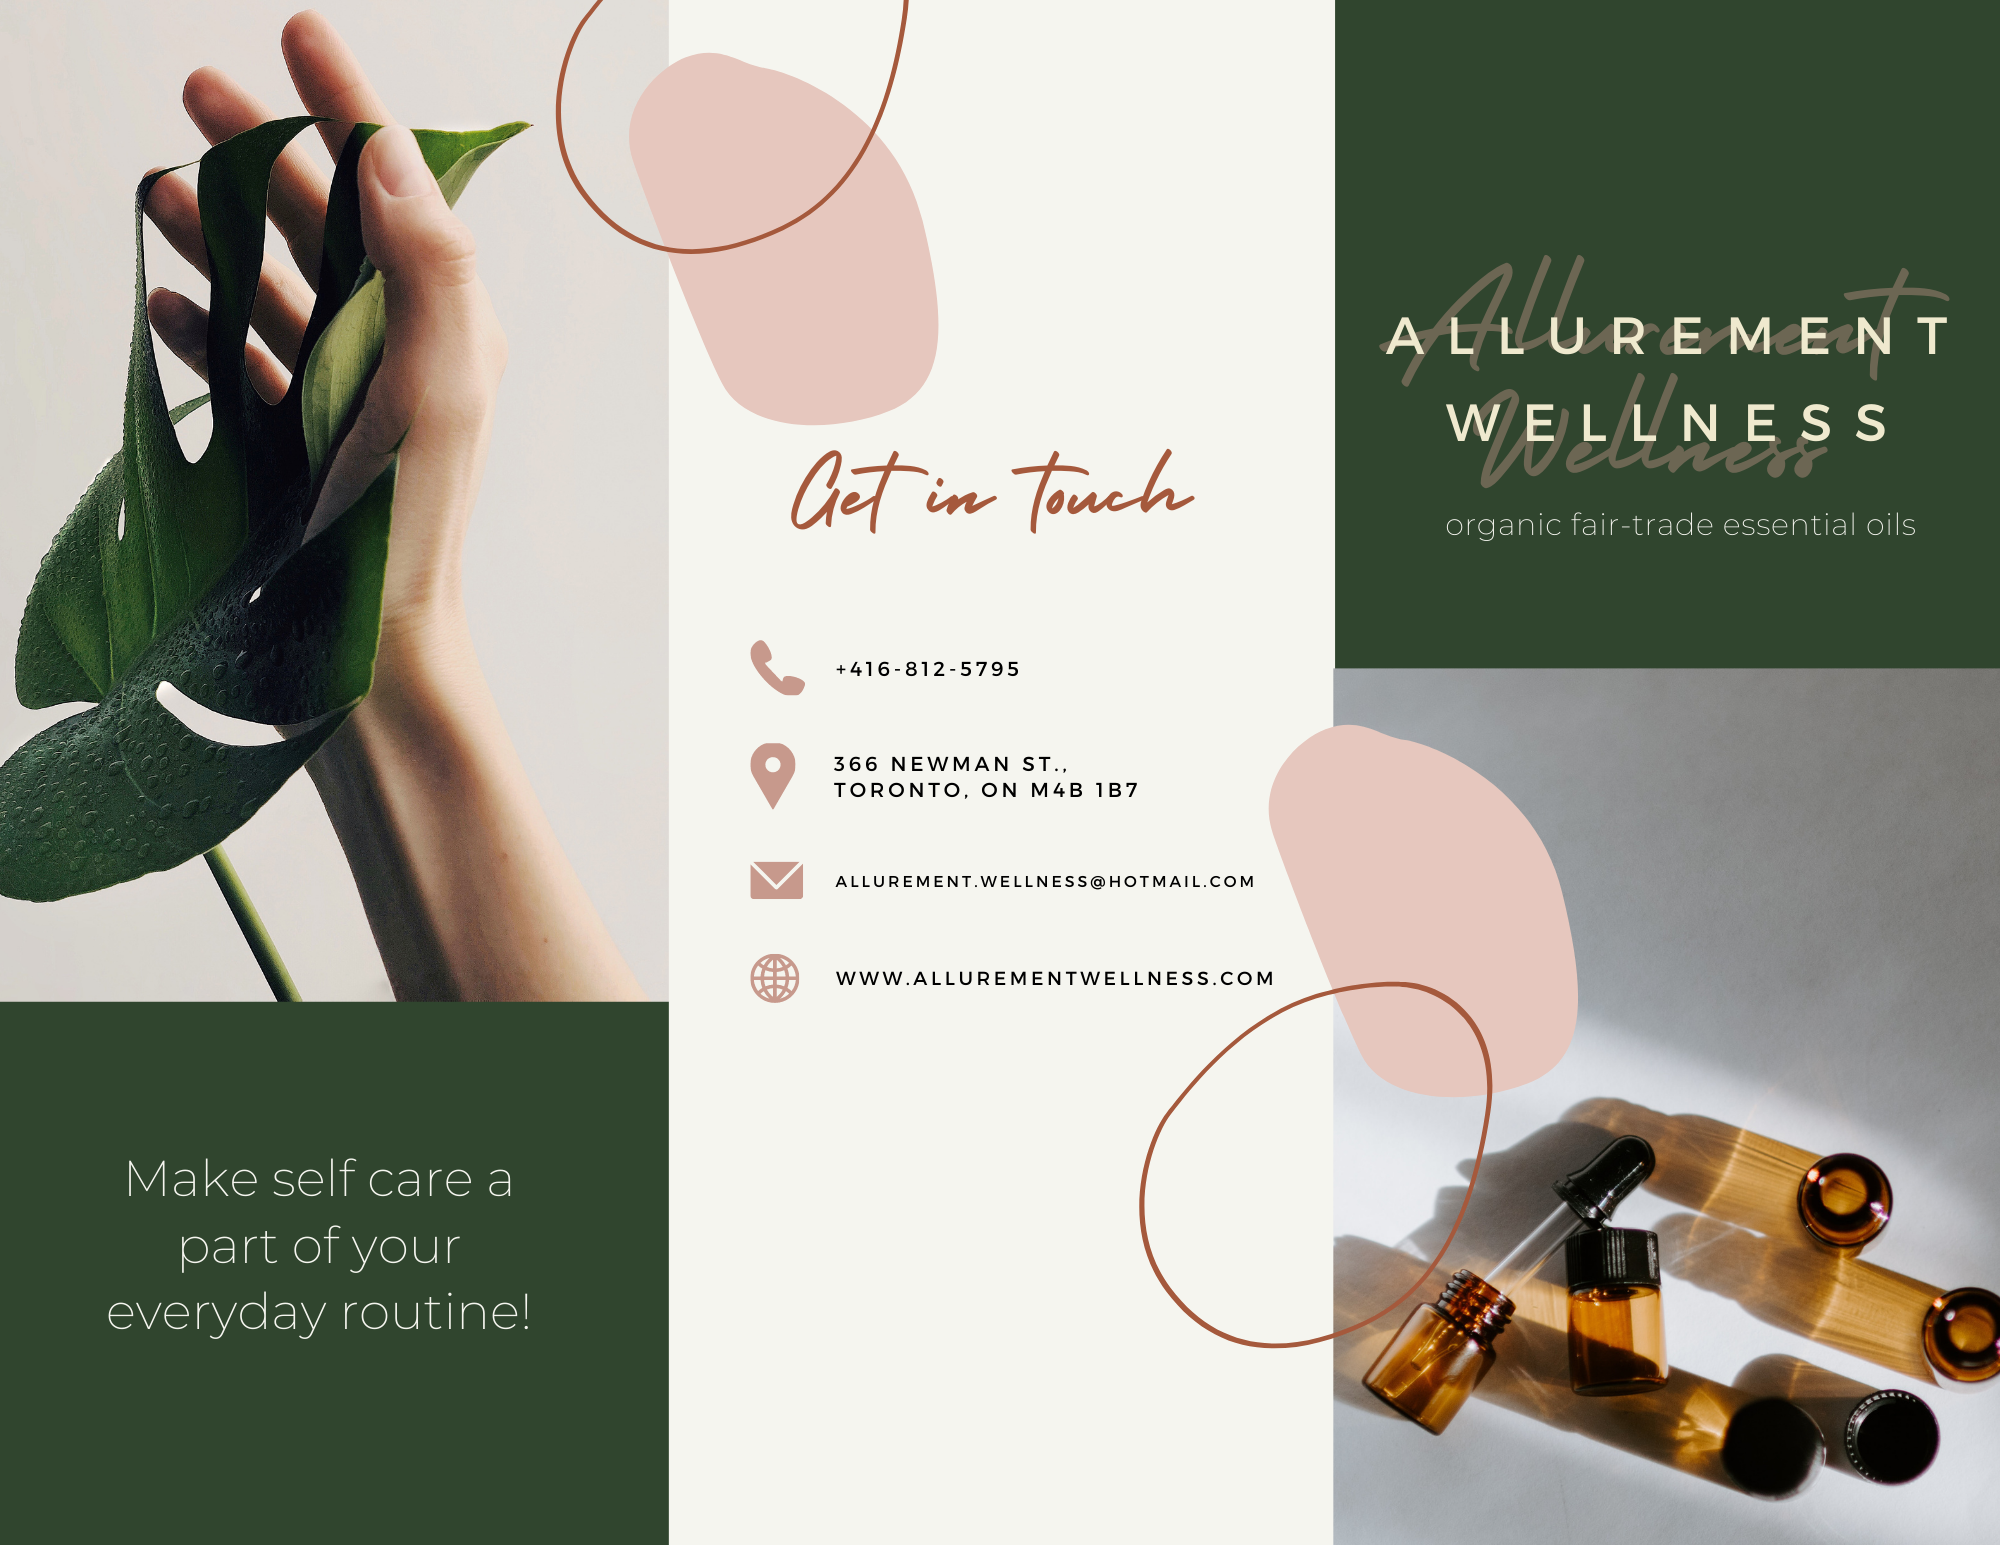 Make self care a
part of your
everyday routine!
Get in touch
+416-812-5795
366 NEWMAN ST.,
TORONTO, ON M4B 1B7
ALLUREMENT.WELLNESS@HOTMAIL.COM
WWW.ALLUREMENTWELLNESS.COM
Allurement
ALLUREMENT
Wellness
WELLNESS
organic fair-trade essential oils